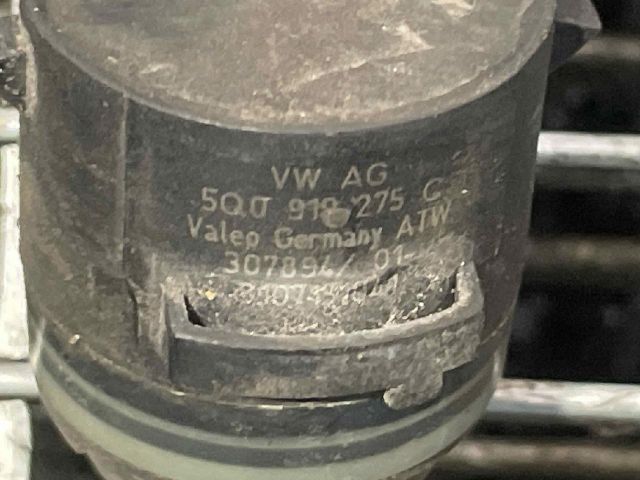 VW AG
5Q0 919 275 C
Valeo Germany ATW
307894/ 01-